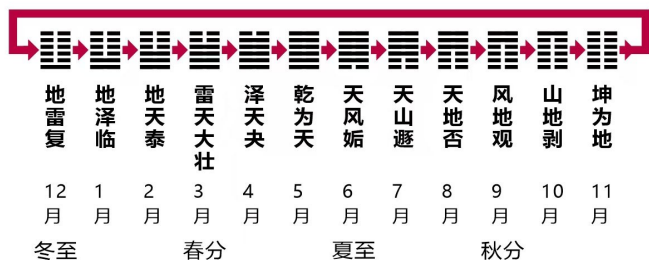 地雷复
地泽临
地天泰
雷天大壮
泽天夬
乾为天
天风姤
天山遯
天地否
风地观
山地剥
坤为地
12月
1月
2月
3月
4月
5月
6月
7月
8月
9月
10月
11月
冬至
春分
夏至
秋分